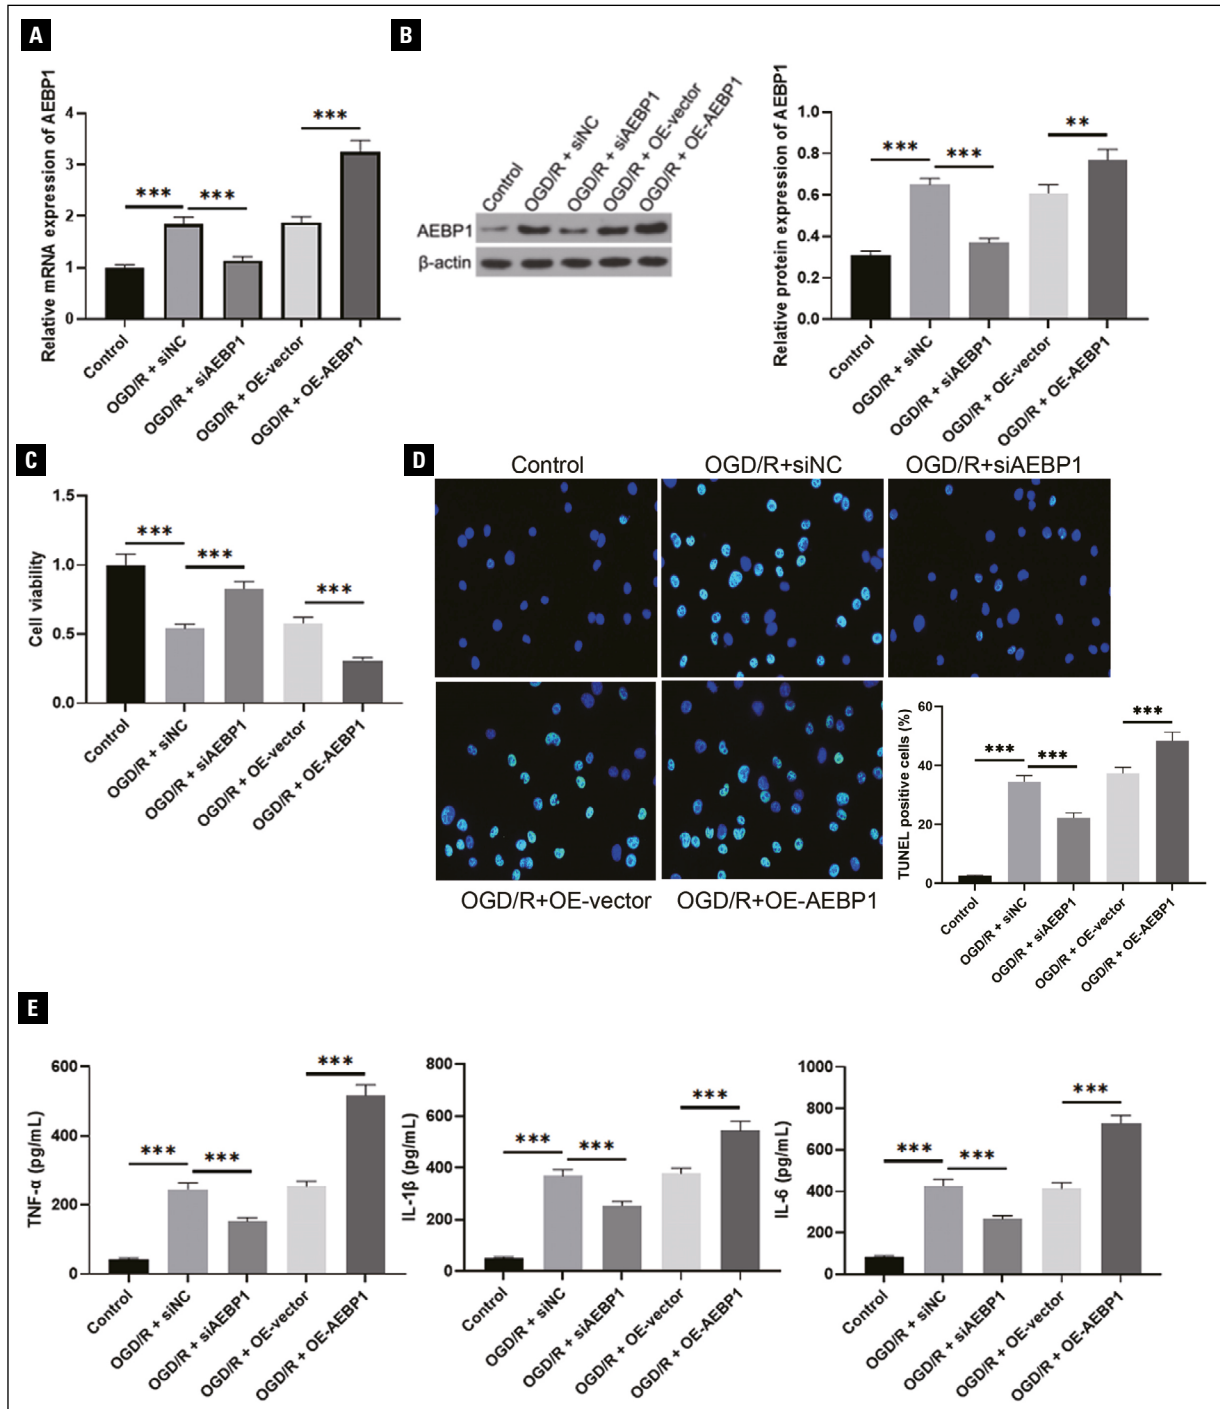 A
Relative mRNA expression of AEBP1
4
3
2
1
0
***
***
***
Control
OGD/R + siNC
OGD/R + siAEBP1
OGD/R + OE-vector
OGD/R + OE-AEBP1
B
Control
OGD/R + siNC
OGD/R + siAEBP1
OGD/R + OE-vector
OGD/R + OE-AEBP1
AEBP1
β-actin
Relative protein expression of AEBP1
1.0
0.8
0.6
0.4
0.2
0.0
***
***
**
Control
OGD/R + siNC
OGD/R + siAEBP1
OGD/R + OE-vector
OGD/R + OE-AEBP1
C
Cell viability
1.5
1.0
0.5
0.0
***
***
***
Control
OGD/R + siNC
OGD/R + siAEBP1
OGD/R + OE-vector
OGD/R + OE-AEBP1
D
Control
OGD/R+siNC
OGD/R+siAEBP1
OGD/R+OE-vector
OGD/R+OE-AEBP1
TUNEL positive cells (%)
60
40
20
0
***
***
***
Control
OGD/R + siNC
OGD/R + siAEBP1
OGD/R + OE-vector
OGD/R + OE-AEBP1
E
TNF-α (pg/mL)
600
400
200
0
***
***
***
Control
OGD/R + siNC
OGD/R + siAEBP1
OGD/R + OE-vector
OGD/R + OE-AEBP1
IL-1β (pg/mL)
800
600
400
200
0
***
***
***
Control
OGD/R + siNC
OGD/R + siAEBP1
OGD/R + OE-vector
OGD/R + OE-AEBP1
IL-6 (pg/mL)
1000
800
600
400
200
0
***
***
***
Control
OGD/R + siNC
OGD/R + siAEBP1
OGD/R + OE-vector
OGD/R + OE-AEBP1